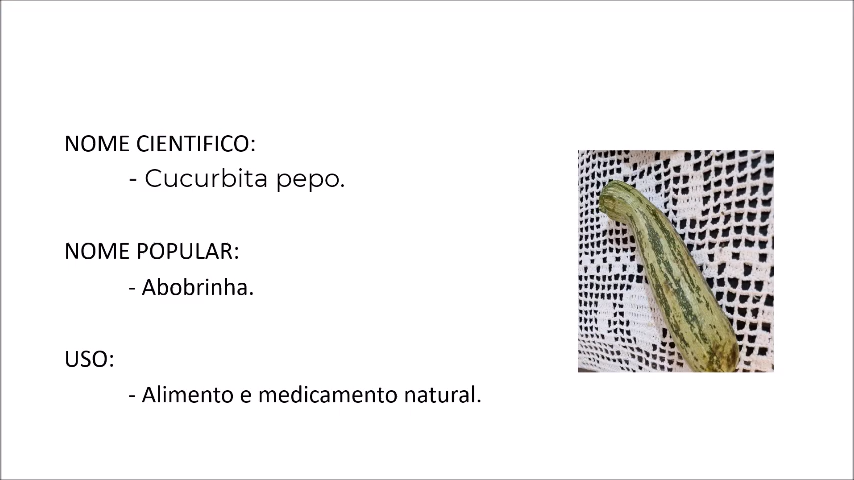 NOME CIENTIFICO:
- Cucurbita pepo.
NOME POPULAR:
- Abobrinha.
USO:
- Alimento e medicamento natural.